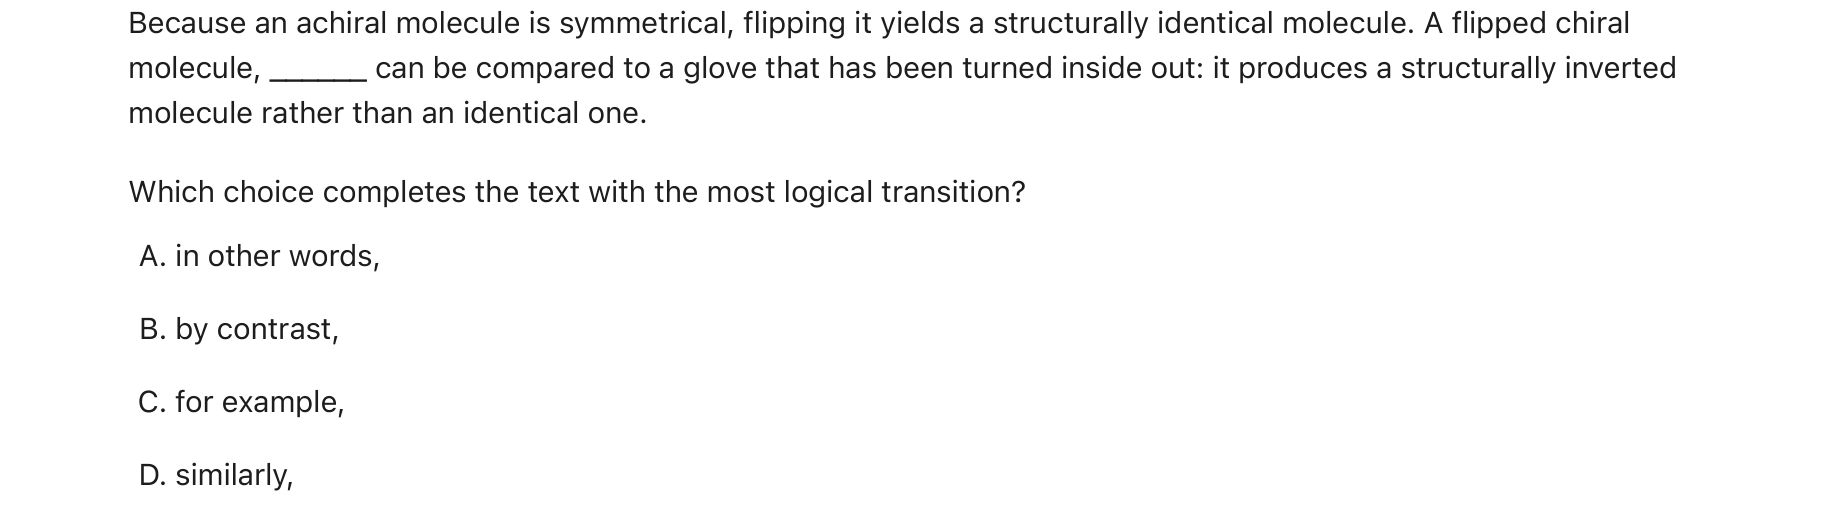 Because an achiral molecule is symmetrical, flipping it yields a structurally identical molecule. A flipped chiral
molecule, ______ can be compared to a glove that has been turned inside out: it produces a structurally inverted
molecule rather than an identical one.
Which choice completes the text with the most logical transition?
A. in other words,
B. by contrast,
C. for example,
D. similarly,